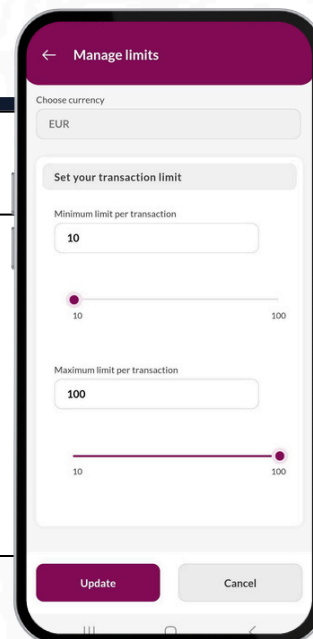 Manage limits
Choose currency
EUR
Set your transaction limit
Minimum limit per transaction
10
10 100
Maximum limit per transaction
100
10 100
Update Cancel